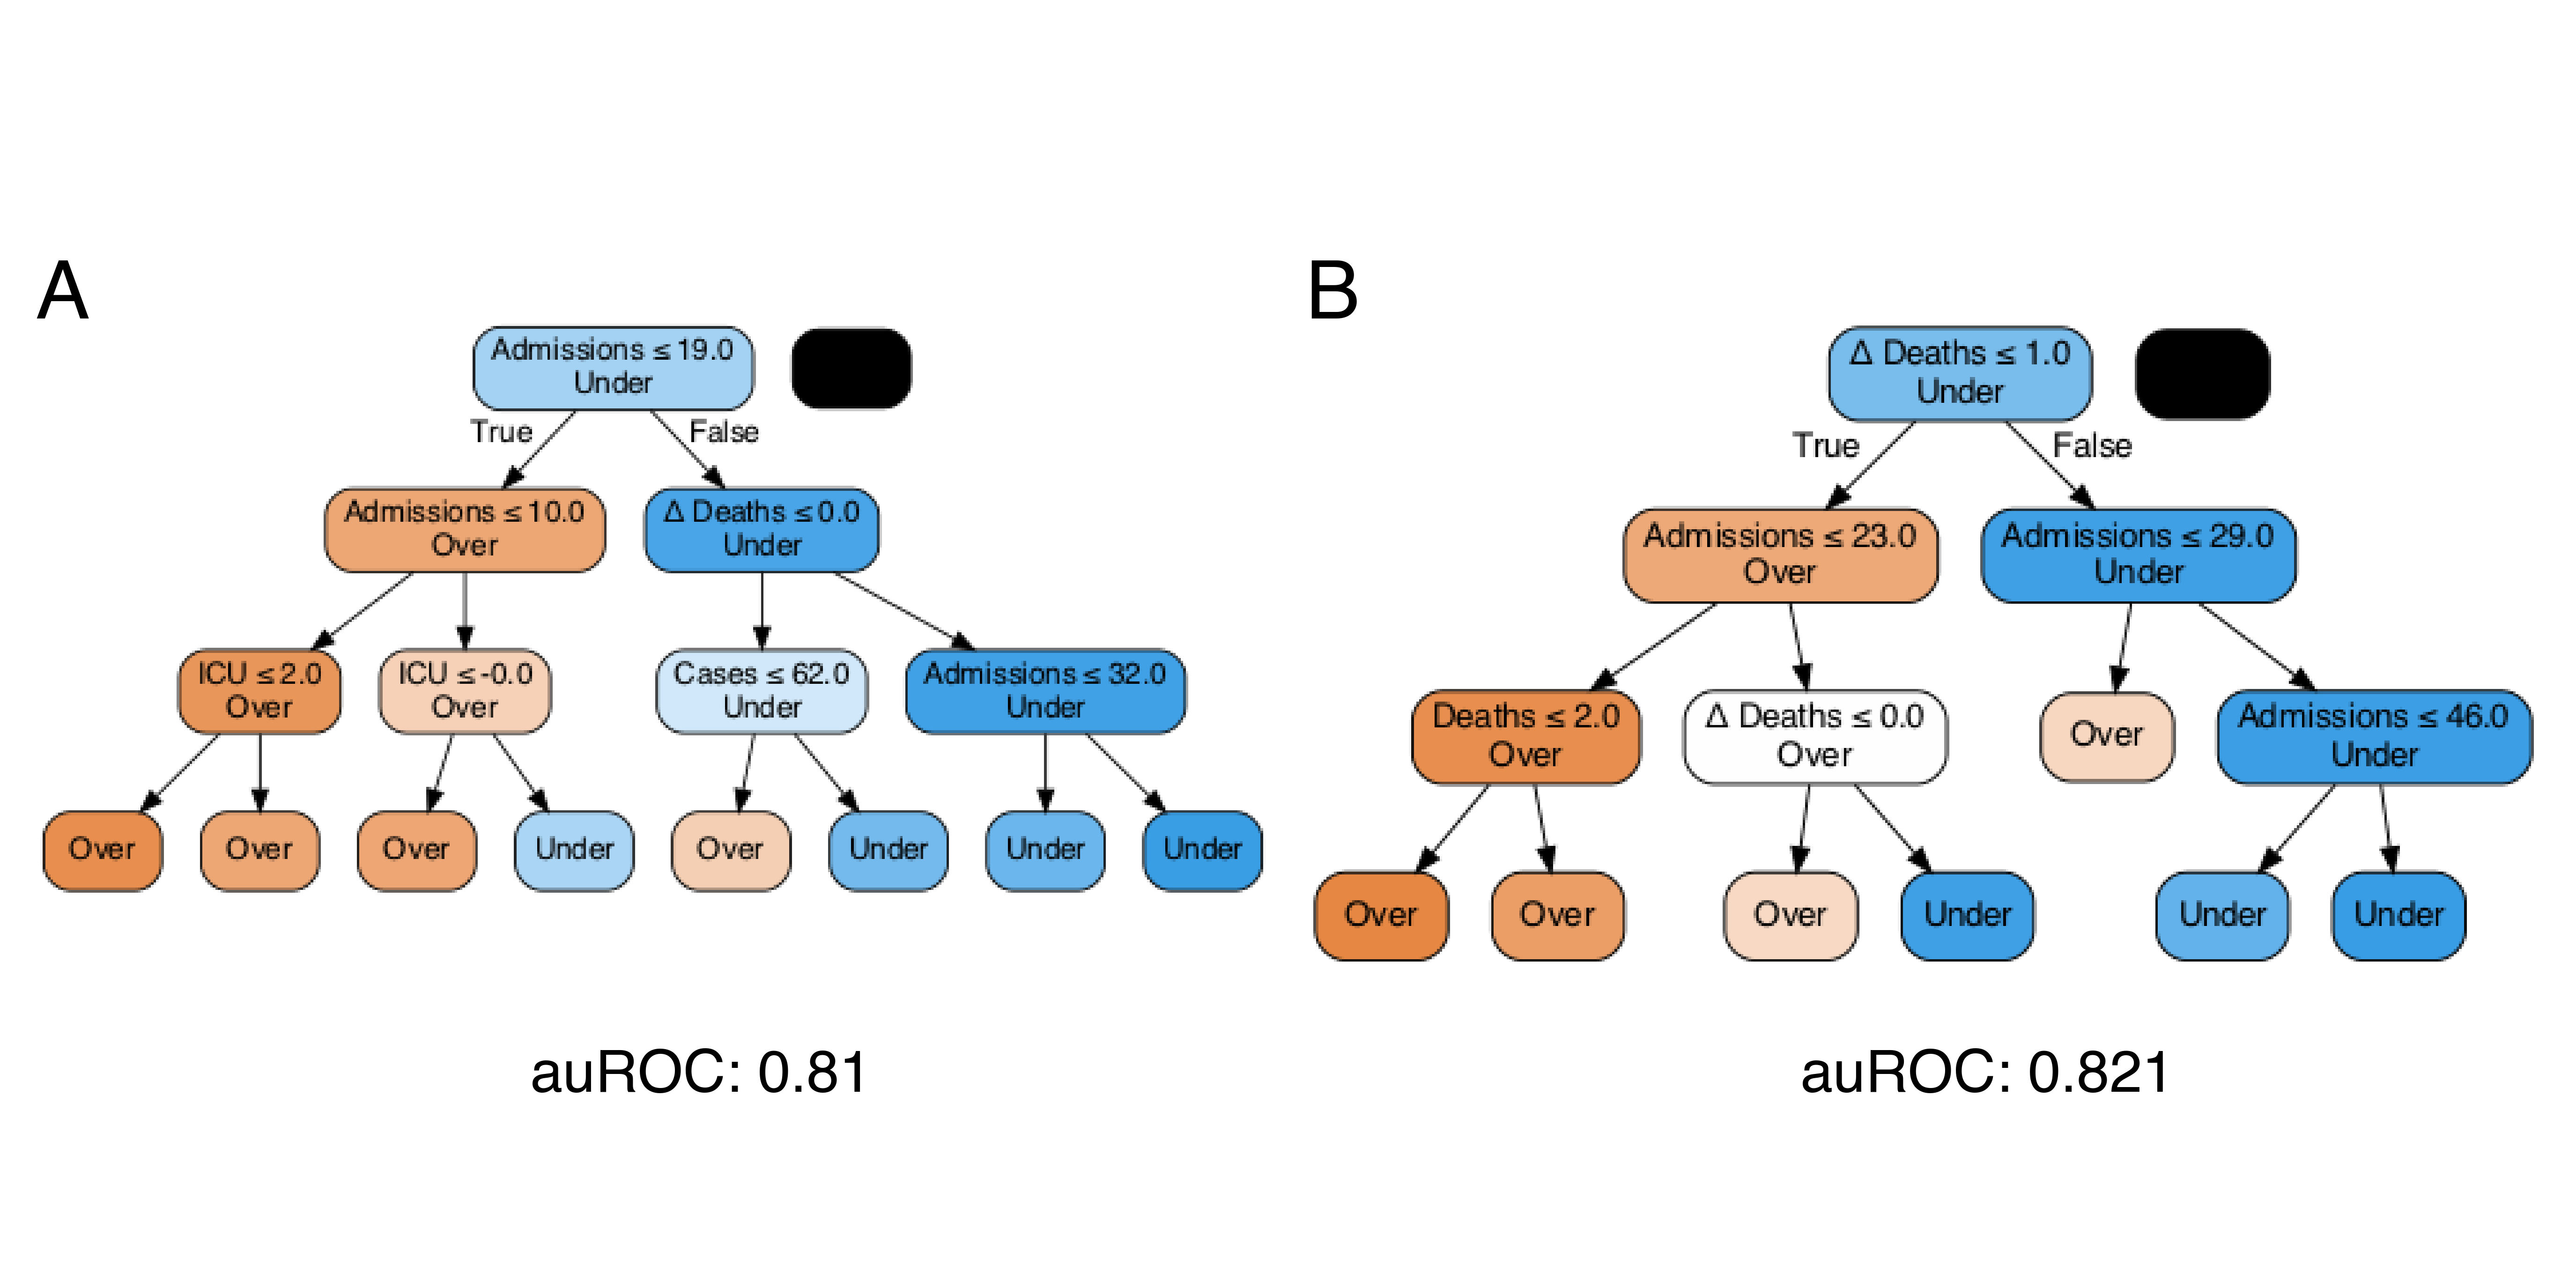 A
Admissions ≤ 19.0
Under
True
False
Admissions ≤ 10.0
Over
Δ Deaths ≤ 0.0
Under
ICU ≤ 2.0
Over
ICU ≤ -0.0
Over
Cases ≤ 62.0
Under
Admissions ≤ 32.0
Under
Over
Over
Over
Under
Over
Under
Under
Under
auROC: 0.81
B
Δ Deaths ≤ 1.0
Under
True
False
Admissions ≤ 23.0
Over
Admissions ≤ 29.0
Under
Deaths ≤ 2.0
Over
Δ Deaths ≤ 0.0
Over
Over
Admissions ≤ 46.0
Under
Over
Over
Over
Under
Under
Under
auROC: 0.821